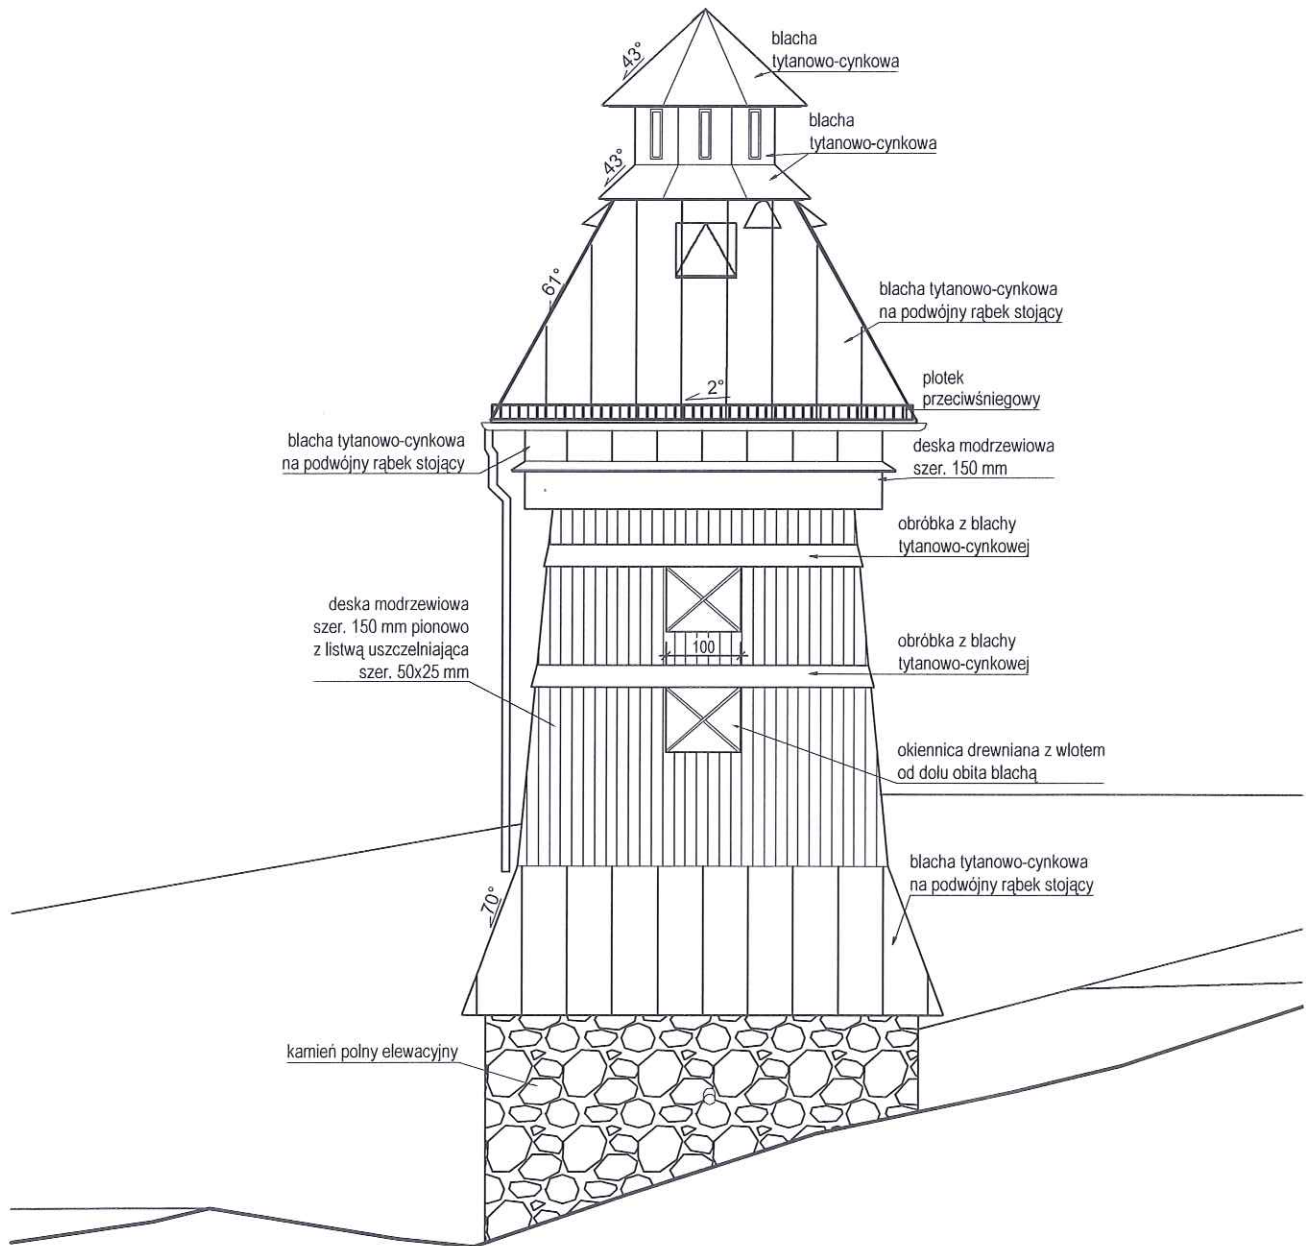 43°
blacha
tytanowo-cynkowa
blacha
tytanowo-cynkowa
43°
61°
blacha tytanowo-cynkowa
na podwójny rąbek stojący
2°
płotek
przeciwśniegowy
blacha tytanowo-cynkowa
na podwójny rąbek stojący
deska modrzewiowa
szer. 150 mm
obróbka z blachy
tytanowo-cynkowej
deska modrzewiowa
szer. 150 mm pionowo
z listwą uszczelniająca
szer. 50x25 mm
100
obróbka z blachy
tytanowo-cynkowej
okiennica drewniana z wlotem
od dołu obita blachą
blacha tytanowo-cynkowa
na podwójny rąbek stojący
70°
kamień polny elewacyjny